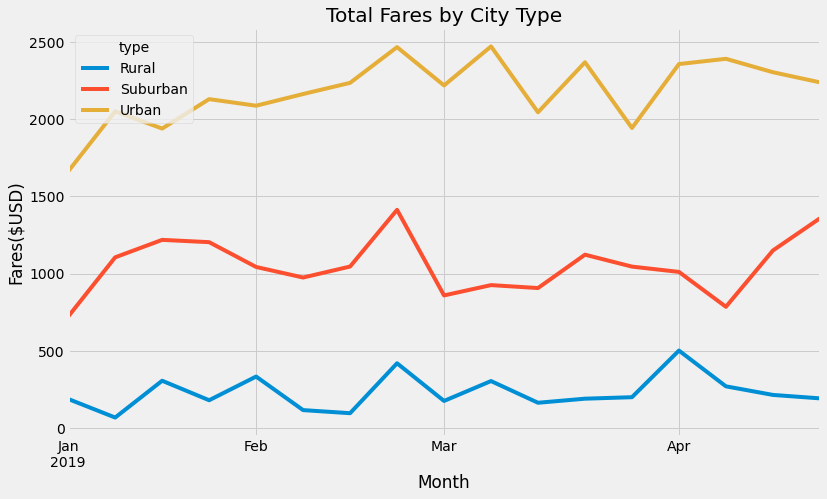 Total Fares by City Type
type
Rural
Suburban
Urban
Fares($USD)
2500
2000
1500
1000
500
0
Jan
2019
Feb
Mar
Apr
Month